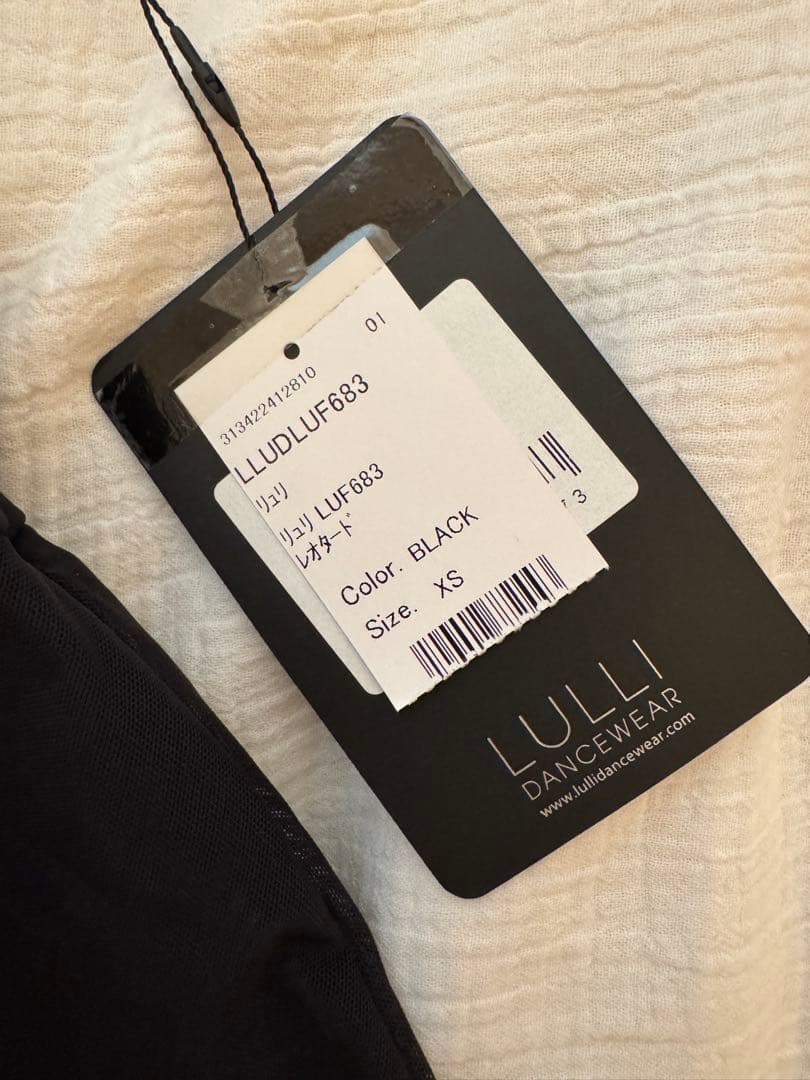 01
313422412810
LLUDLUF683
リュリ
リュリ LUF683
レオタード
Color. BLACK
Size. XS
3
LULLI
DANCEWEAR
www.lullidancewear.com